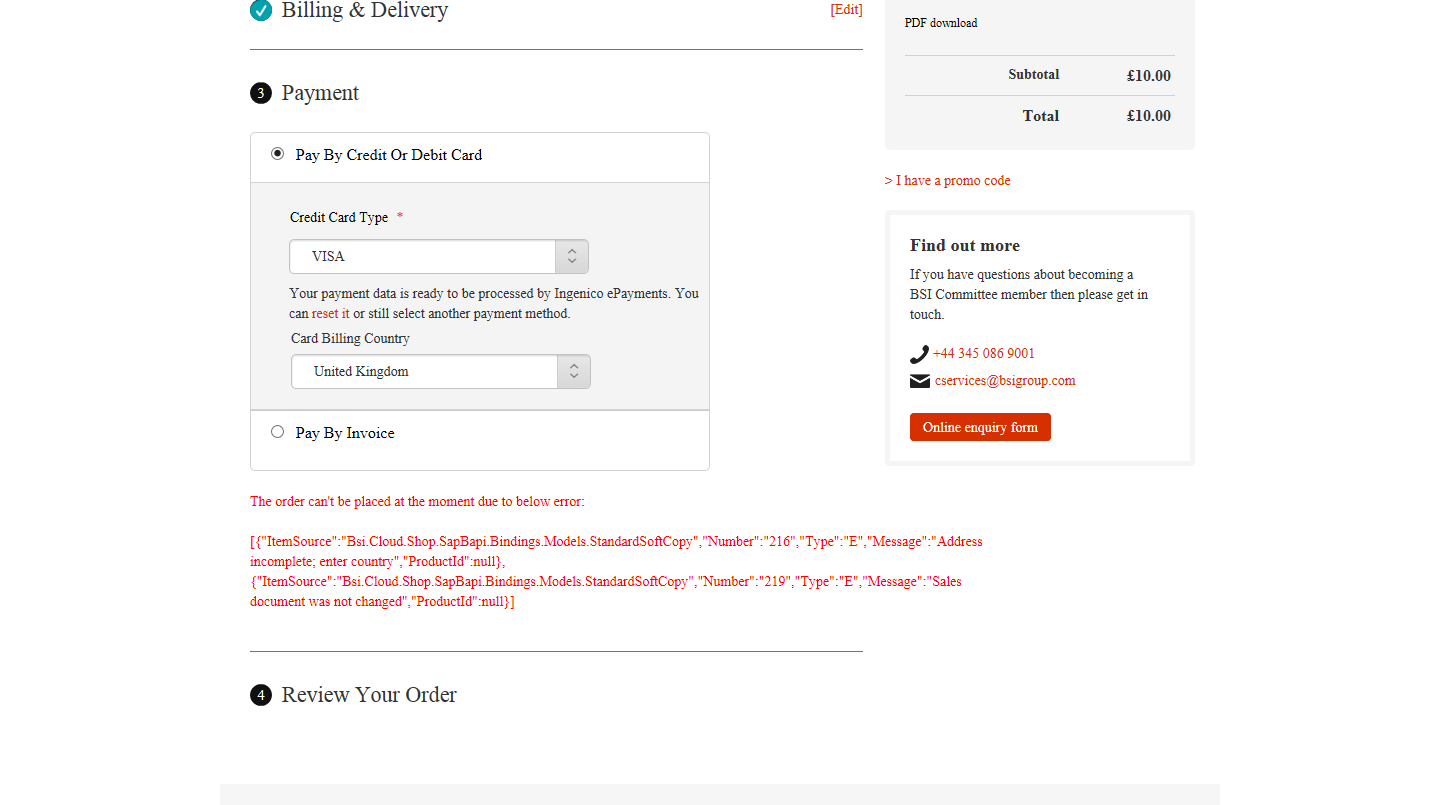 Billing & Delivery
[Edit]
3 Payment
Pay By Credit Or Debit Card
Credit Card Type *
VISA
Your payment data is ready to be processed by Ingenico ePayments. You
can reset it or still select another payment method.
Card Billing Country
United Kingdom
Pay By Invoice
The order can't be placed at the moment due to below error:
[{"ItemSource":"Bsi.Cloud.Shop.SapBapi.Bindings.Models.StandardSoftCopy","Number":"216","Type":"E","Message":"Address
incomplete; enter country","ProductId":null},
{"ItemSource":"Bsi.Cloud.Shop.SapBapi.Bindings.Models.StandardSoftCopy","Number":"219","Type":"E","Message":"Sales
document was not changed","ProductId":null}]
4 Review Your Order
PDF download
Subtotal £10.00
Total £10.00
> I have a promo code
Find out more
If you have questions about becoming a
BSI Committee member then please get in
touch.
+44 345 086 9001
cservices@bsigroup.com
Online enquiry form